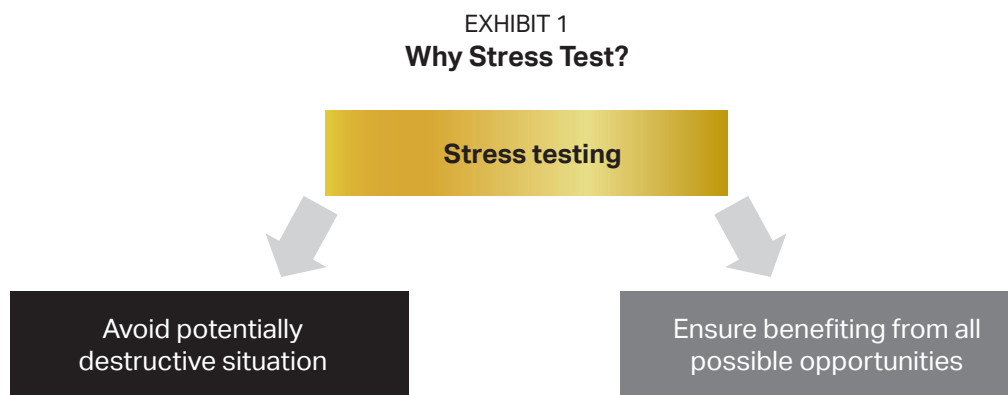 EXHIBIT 1
Why Stress Test?
Stress testing
Avoid potentially
destructive situation
Ensure benefiting from all
possible opportunities